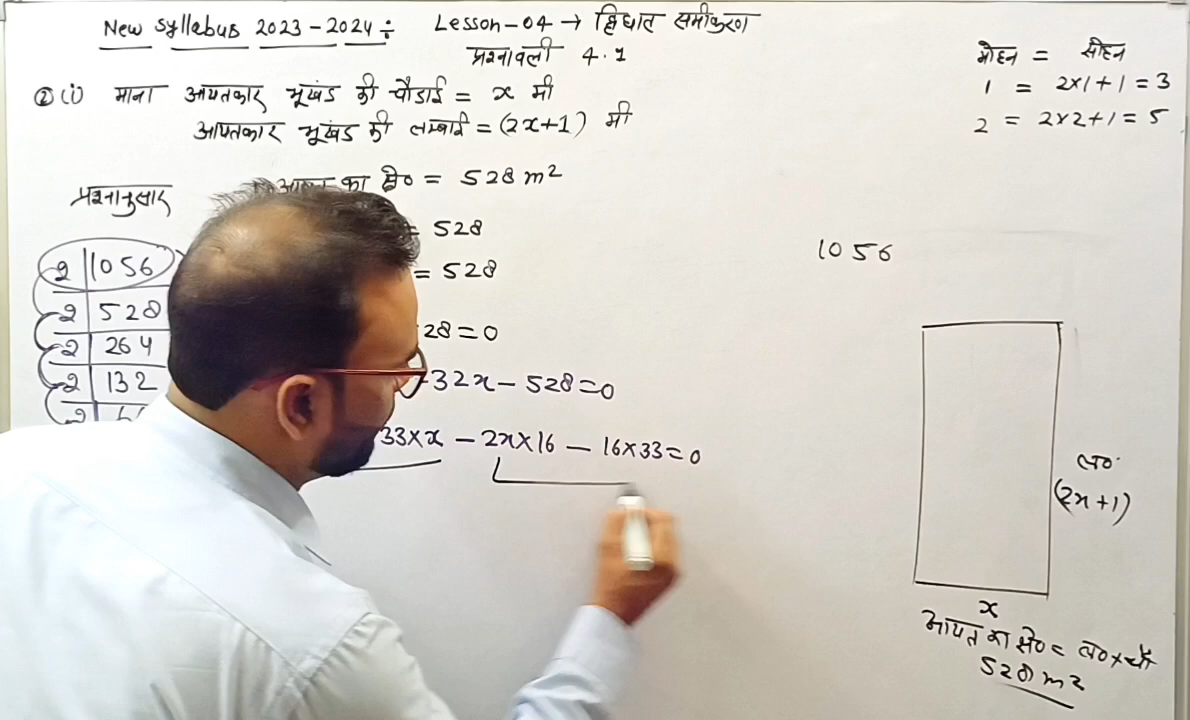 New Syllabus 2023-2024÷ Lesson-04 → द्विघात समीकरण
प्रश्नावली 4.1
② (i) माना आयतकार भूखंड की चौडाई = x मी
आयतकार भूखंड की लम्बाई = (2x+1) मी
प्रश्नानुसार का क्षे० = 528 m²
= 528
= 528
28=0
32x - 528=0
33×x - 2x×16 - 16×33=0
2 | 1056
2 | 528
2 | 264
2 | 132
2
मोहन = सोहन
1 = 2×1+1 = 3
2 = 2×2+1 = 5
1056
ल०
(2x+1)
x
आयत का क्षे० = ल०×चौ
528 m²